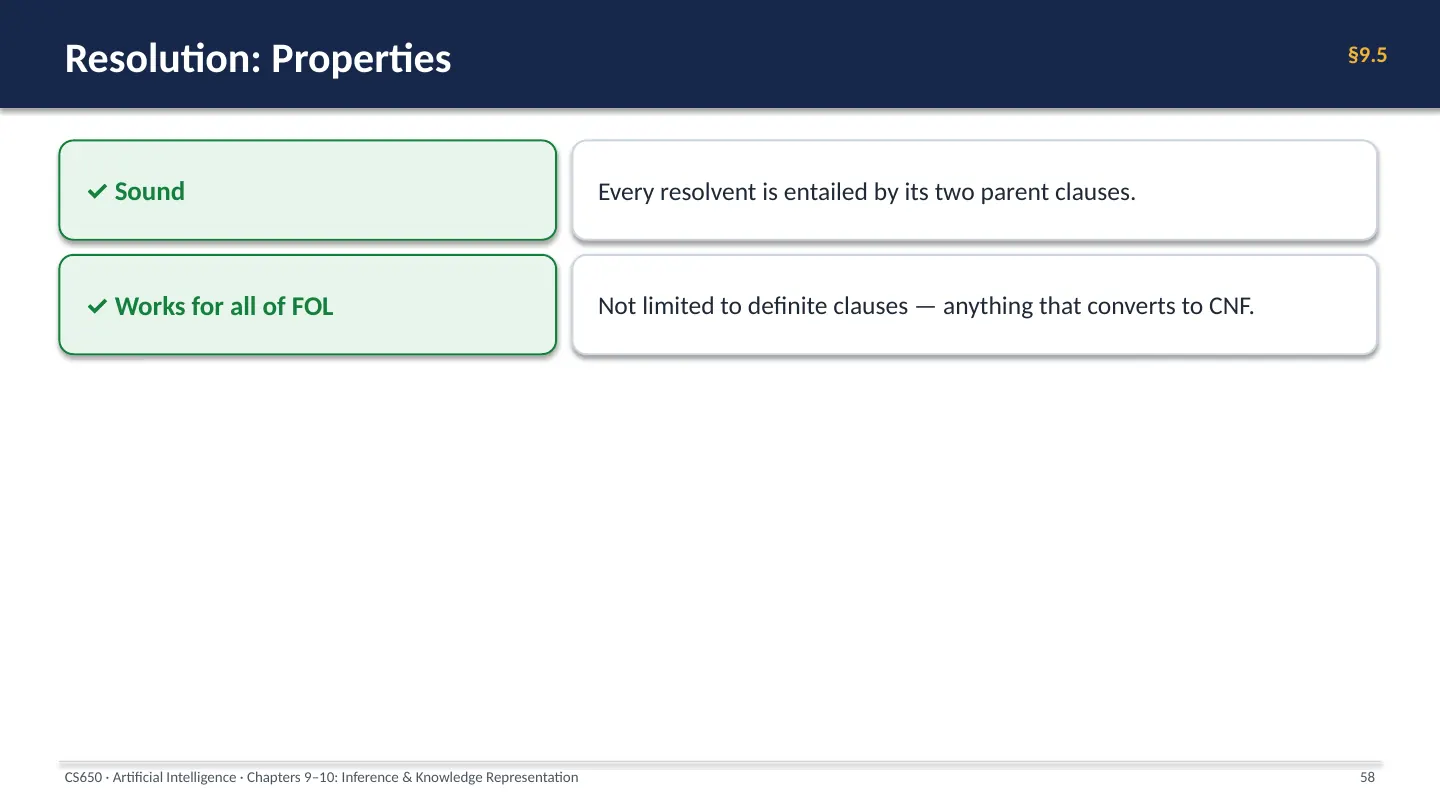 Resolution: Properties
§9.5
✓ Sound
Every resolvent is entailed by its two parent clauses.
✓ Works for all of FOL
Not limited to definite clauses — anything that converts to CNF.
CS650 · Artificial Intelligence · Chapters 9–10: Inference & Knowledge Representation
58